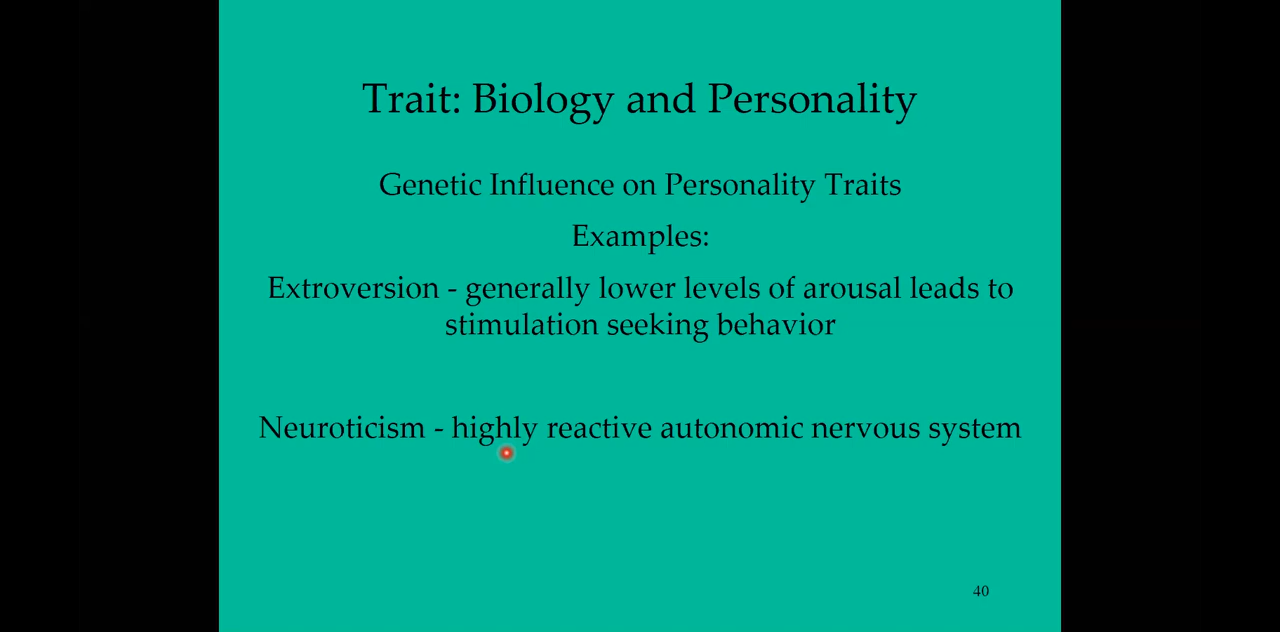 Trait: Biology and Personality
Genetic Influence on Personality Traits
Examples:
Extroversion - generally lower levels of arousal leads to
stimulation seeking behavior
Neuroticism - highly reactive autonomic nervous system
40